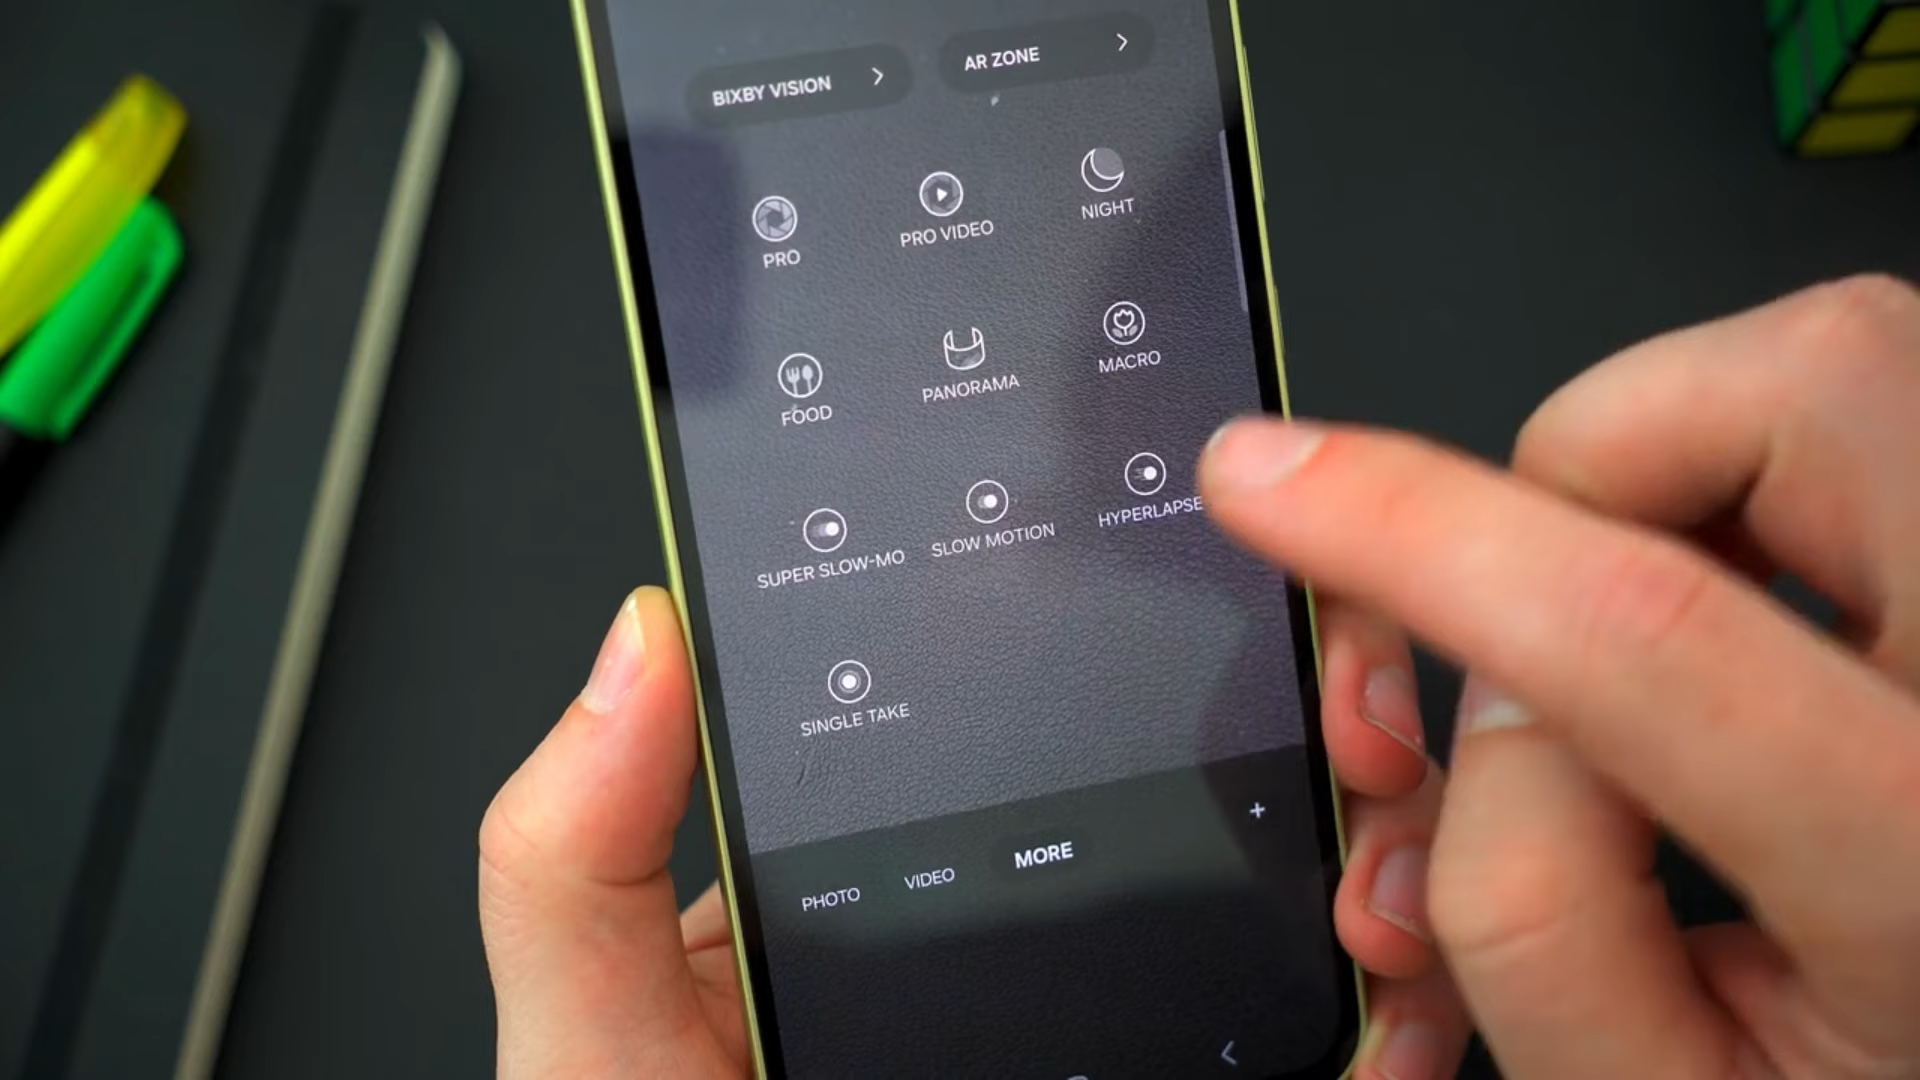 BIXBY VISION
AR ZONE
PRO
PRO VIDEO
NIGHT
FOOD
PANORAMA
MACRO
SUPER SLOW-MO
SLOW MOTION
HYPERLAPSE
SINGLE TAKE
PHOTO
VIDEO
MORE